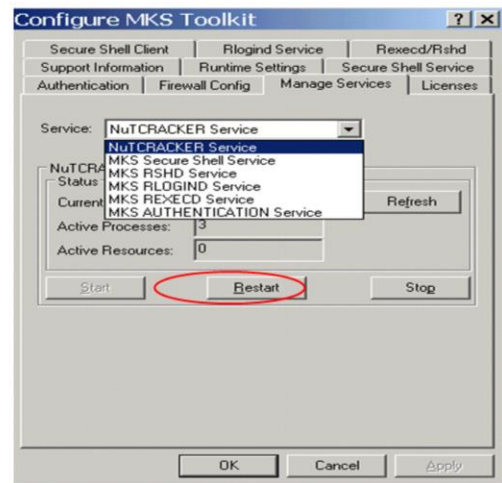 Configure MKS Toolkit ? x
Secure Shell Client Rlogind Service Rexecd/Rshd
Support Information Runtime Settings Secure Shell Service
Authentication Firewall Config Manage Services Licenses
Service: NuTCRACKER Service
NuTCRACKER Service
MKS Secure Shell Service
MKS RSHD Service
MKS RLOGIND Service
MKS REXECD Service
MKS AUTHENTICATION Service
NuTCRA
Status
Current Refresh
Active Processes: 3
Active Resources: 0
Start Restart Stop
OK Cancel Apply